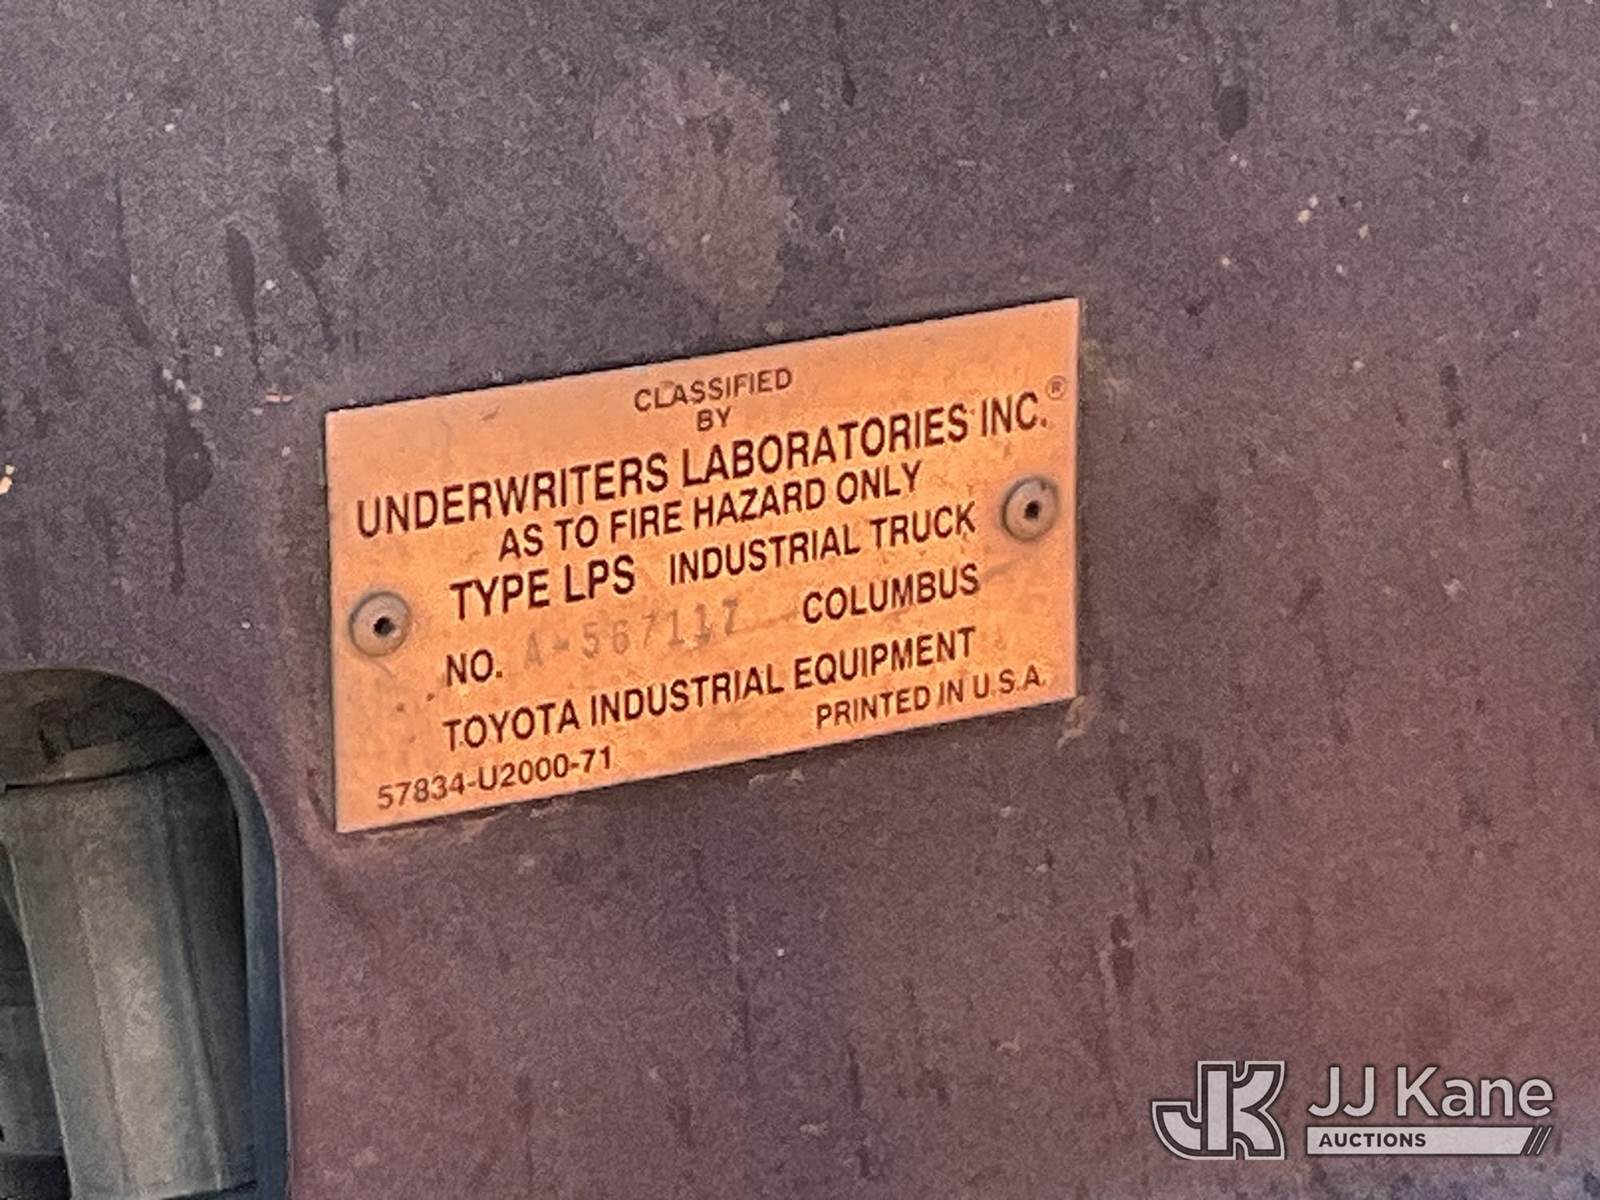 CLASSIFIED
BY
UNDERWRITERS LABORATORIES INC.®
AS TO FIRE HAZARD ONLY
TYPE LPS INDUSTRIAL TRUCK
NO. A-567117 COLUMBUS
TOYOTA INDUSTRIAL EQUIPMENT
57834-U2000-71 PRINTED IN U.S.A.
JK JJ Kane
AUCTIONS